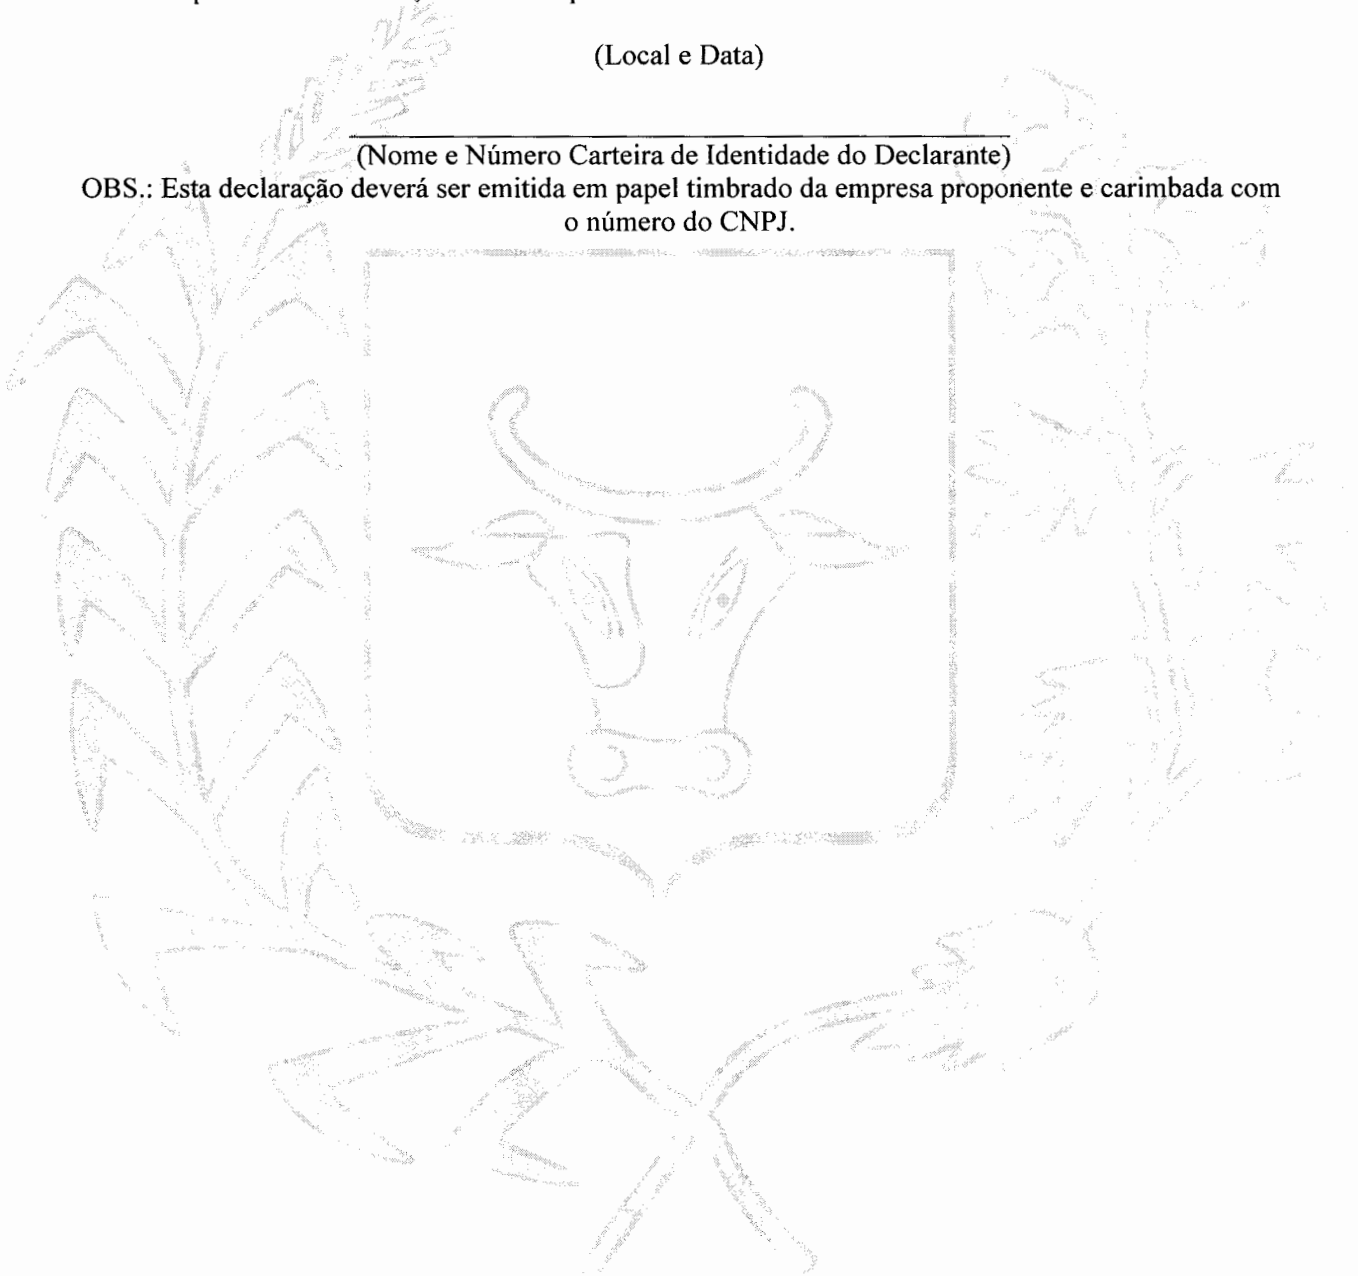 (Local e Data)
(Nome e Número Carteira de Identidade do Declarante)
OBS.: Esta declaração deverá ser emitida em papel timbrado da empresa proponente e carimbada com
o número do CNPJ.